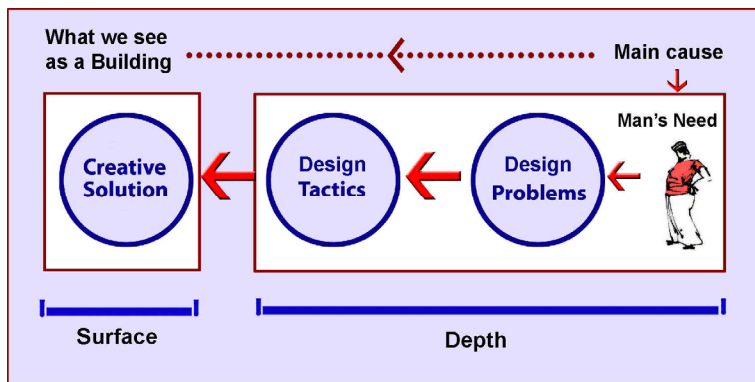 What we see
as a Building
Main cause
Man's Need
Creative
Solution
Design
Tactics
Design
Problems
Surface
Depth